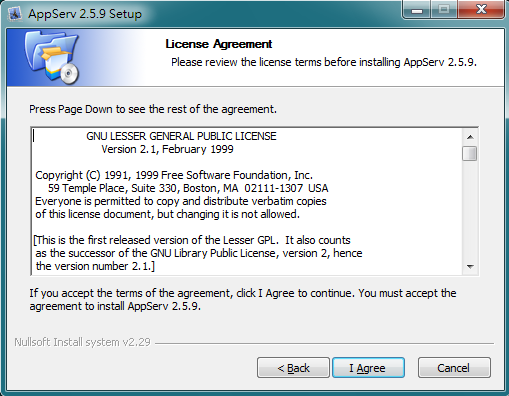 AppServ 2.5.9 Setup
License Agreement
Please review the license terms before installing AppServ 2.5.9.
Press Page Down to see the rest of the agreement.
GNU LESSER GENERAL PUBLIC LICENSE
Version 2.1, February 1999
Copyright (C) 1991, 1999 Free Software Foundation, Inc.
59 Temple Place, Suite 330, Boston, MA  02111-1307  USA
Everyone is permitted to copy and distribute verbatim copies
of this license document, but changing it is not allowed.
[This is the first released version of the Lesser GPL.  It also counts
as the successor of the GNU Library Public License, version 2, hence
the version number 2.1.]
If you accept the terms of the agreement, click I Agree to continue. You must accept the
agreement to install AppServ 2.5.9.
Nullsoft Install system v2.29
< Back
I Agree
Cancel